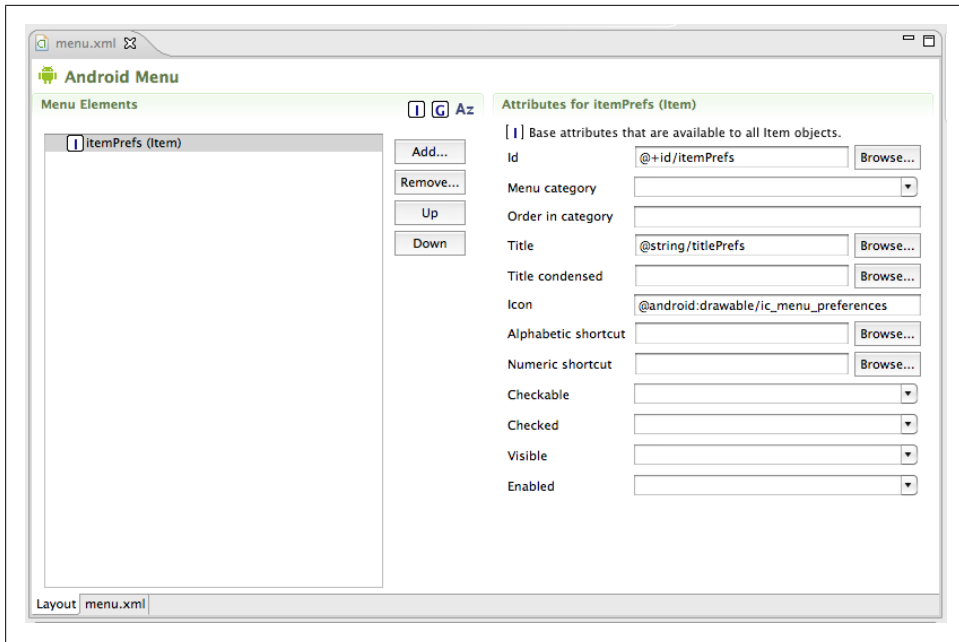 menu.xml
Android Menu
Menu Elements
I G Az
itemPrefs (Item)
Add...
Remove...
Up
Down
Attributes for itemPrefs (Item)
[I] Base attributes that are available to all Item objects.
Id @+id/itemPrefs Browse...
Menu category
Order in category
Title @string/titlePrefs Browse...
Title condensed Browse...
Icon @android:drawable/ic_menu_preferences
Alphabetic shortcut Browse...
Numeric shortcut Browse...
Checkable
Checked
Visible
Enabled
Layout menu.xml